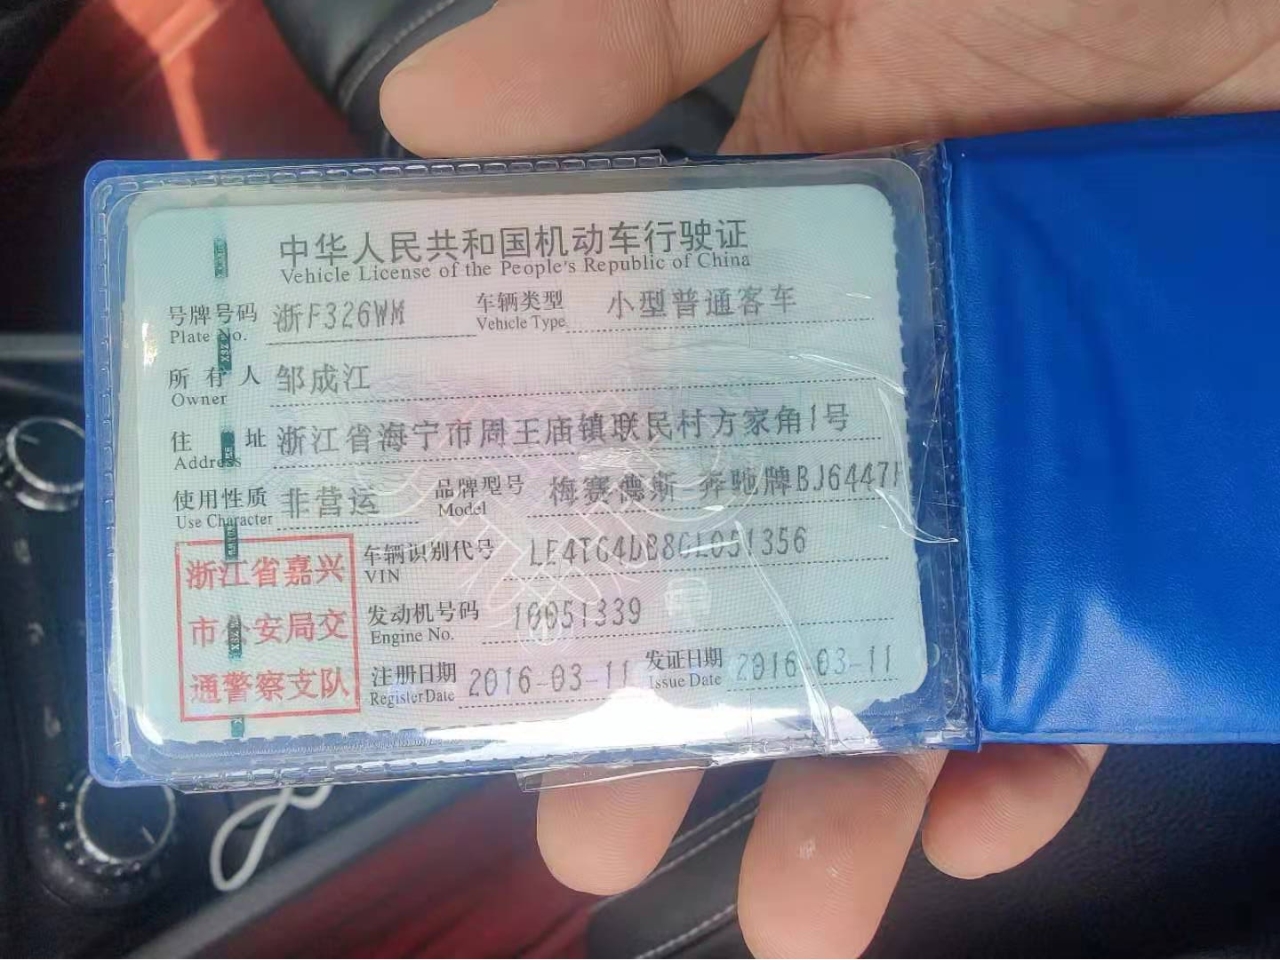 中华人民共和国机动车行驶证
Vehicle License of the People's Republic of China
号牌号码 浙F326WM 车辆类型 小型普通客车
Plate No. Vehicle Type
所有人 邹成江
Owner
住址 浙江省海宁市周王庙镇联民村方家角1号
Address
使用性质 非营运 品牌型号 梅赛德斯-奔驰牌BJ6447
Use Character Model
车辆识别代号
VIN
发动机号码 10051339
Engine No.
注册日期 2016-03-11 发证日期 2016-03-11
Register Date Issue Date
浙江省嘉兴
市公安局交
通警察支队